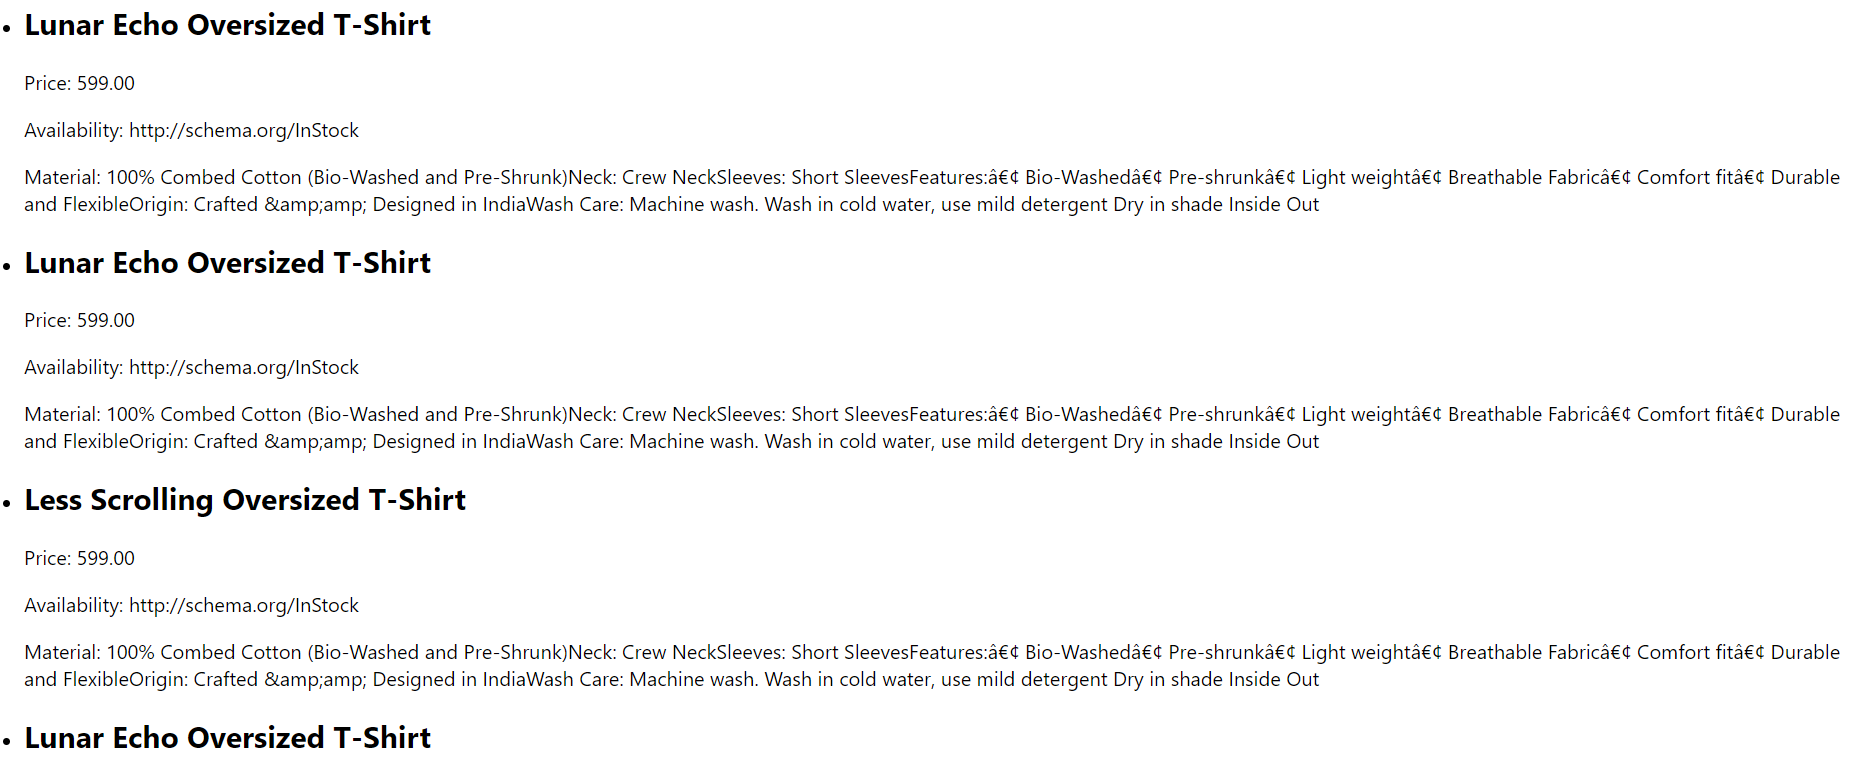 Lunar Echo Oversized T-Shirt
Price: 599.00
Availability: http://schema.org/InStock
Material: 100% Combed Cotton (Bio-Washed and Pre-Shrunk)Neck: Crew NeckSleeves: Short SleevesFeatures:â€¢ Bio-Washedâ€¢ Pre-shrunkâ€¢ Light weightâ€¢ Breathable Fabricâ€¢ Comfort fitâ€¢ Durable
and FlexibleOrigin: Crafted &amp;amp; Designed in IndiaWash Care: Machine wash. Wash in cold water, use mild detergent Dry in shade Inside Out
Lunar Echo Oversized T-Shirt
Price: 599.00
Availability: http://schema.org/InStock
Material: 100% Combed Cotton (Bio-Washed and Pre-Shrunk)Neck: Crew NeckSleeves: Short SleevesFeatures:â€¢ Bio-Washedâ€¢ Pre-shrunkâ€¢ Light weightâ€¢ Breathable Fabricâ€¢ Comfort fitâ€¢ Durable
and FlexibleOrigin: Crafted &amp;amp; Designed in IndiaWash Care: Machine wash. Wash in cold water, use mild detergent Dry in shade Inside Out
Less Scrolling Oversized T-Shirt
Price: 599.00
Availability: http://schema.org/InStock
Material: 100% Combed Cotton (Bio-Washed and Pre-Shrunk)Neck: Crew NeckSleeves: Short SleevesFeatures:â€¢ Bio-Washedâ€¢ Pre-shrunkâ€¢ Light weightâ€¢ Breathable Fabricâ€¢ Comfort fitâ€¢ Durable
and FlexibleOrigin: Crafted &amp;amp; Designed in IndiaWash Care: Machine wash. Wash in cold water, use mild detergent Dry in shade Inside Out
Lunar Echo Oversized T-Shirt